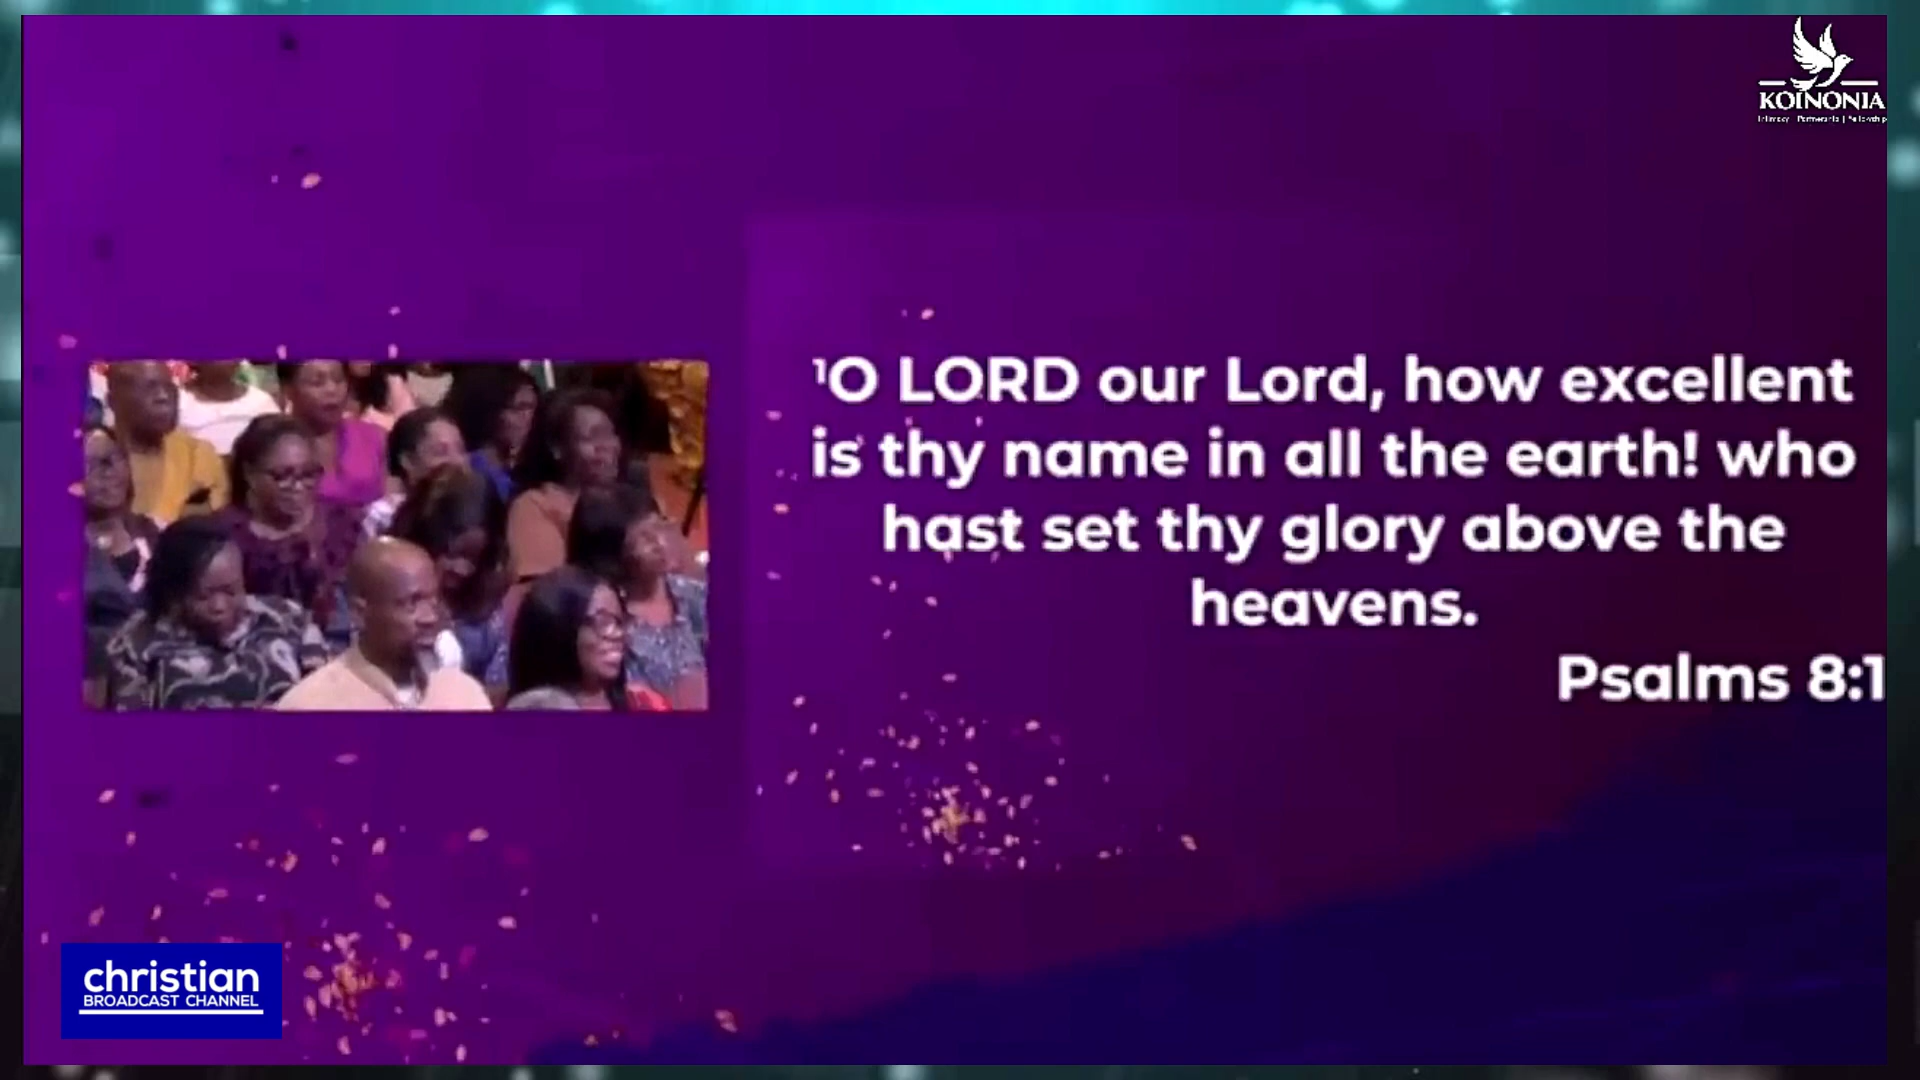 KOINONIA
¹O LORD our Lord, how excellent
is thy name in all the earth! who
hast set thy glory above the
heavens.
Psalms 8:1
christian
BROADCAST CHANNEL